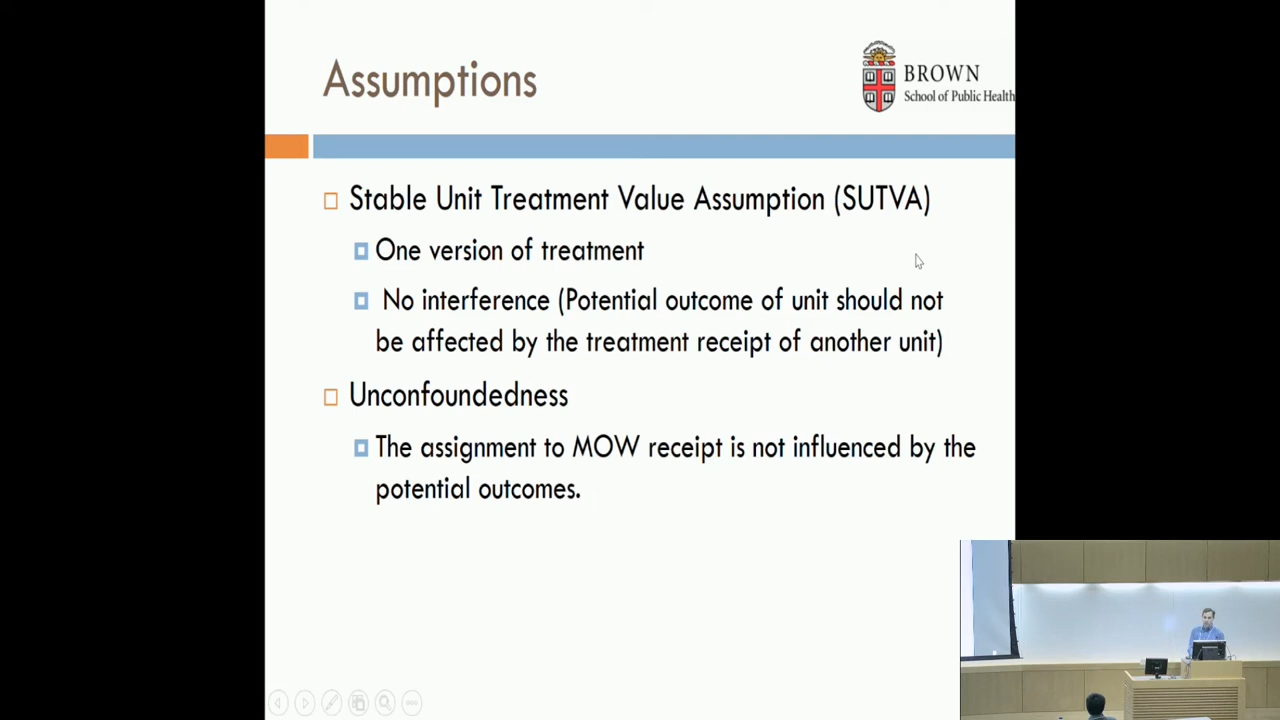 Assumptions
BROWN
School of Public Health
Stable Unit Treatment Value Assumption (SUTVA)
One version of treatment
No interference (Potential outcome of unit should not
be affected by the treatment receipt of another unit)
Unconfoundedness
The assignment to MOW receipt is not influenced by the
potential outcomes.